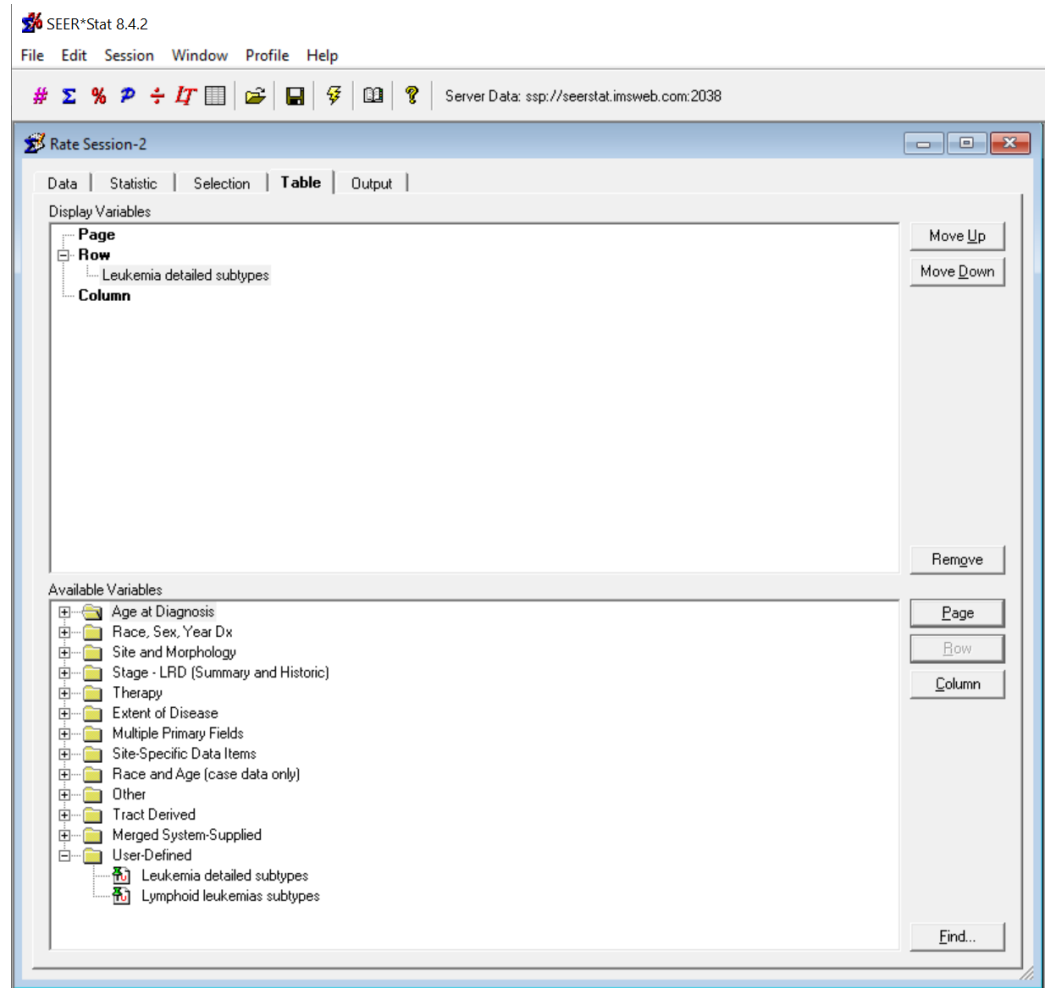 SEER*Stat 8.4.2
File Edit Session Window Profile Help
# Σ % P ÷ LT Server Data: ssp://seerstat.imsweb.com:2038
Rate Session-2
Data Statistic Selection Table Output
Display Variables
Page
Row
Leukemia detailed subtypes
Column
Move Up
Move Down
Remove
Available Variables
Age at Diagnosis
Race, Sex, Year Dx
Site and Morphology
Stage - LRD (Summary and Historic)
Therapy
Extent of Disease
Multiple Primary Fields
Site-Specific Data Items
Race and Age (case data only)
Other
Tract Derived
Merged System-Supplied
User-Defined
Leukemia detailed subtypes
Lymphoid leukemias subtypes
Page
Row
Column
Find...